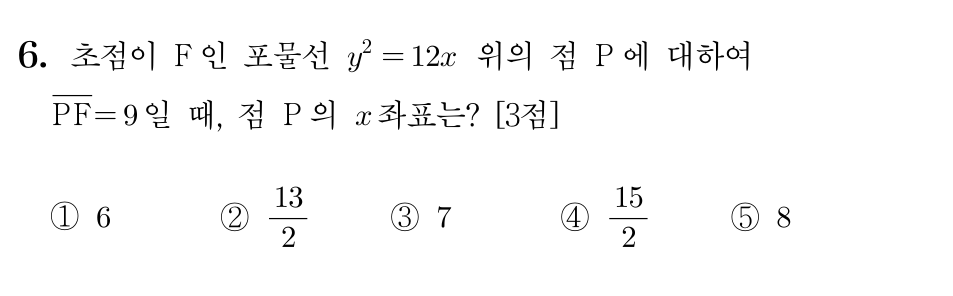 6. 초점이 F인 포물선 y² = 12x 위의 점 P에 대하여
P̅F̅ = 9일 때, 점 P의 x좌표는? [3점]
① 6 ② 13/2 ③ 7 ④ 15/2 ⑤ 8